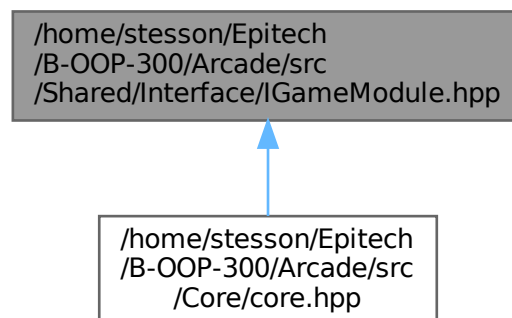 /home/stesson/Epitech
/B-OOP-300/Arcade/src
/Shared/Interface/IGameModule.hpp
/home/stesson/Epitech
/B-OOP-300/Arcade/src
/Core/core.hpp